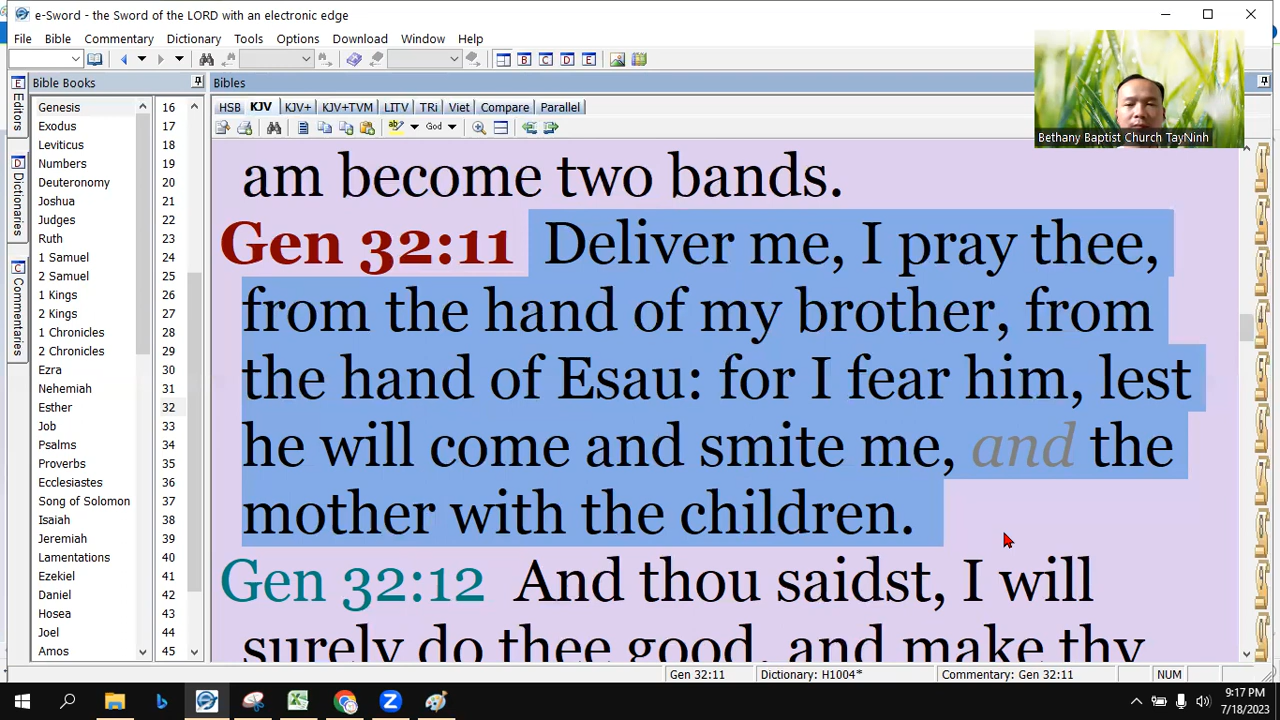 e-Sword - the Sword of the LORD with an electronic edge
File Bible Commentary Dictionary Tools Options Download Window Help
Bible Books
Bibles
HSB KJV KJV+ KJV+TVM LITV TRi Viet Compare Parallel
God
B C D E
E Editors
D Dictionaries
C Commentaries
Genesis 16
Exodus 17
Leviticus 18
Numbers 19
Deuteronomy 20
Joshua 21
Judges 22
Ruth 23
1 Samuel 24
2 Samuel 25
1 Kings 26
2 Kings 27
1 Chronicles 28
2 Chronicles 29
Ezra 30
Nehemiah 31
Esther 32
Job 33
Psalms 34
Proverbs 35
Ecclesiastes 36
Song of Solomon 37
Isaiah 38
Jeremiah 39
Lamentations 40
Ezekiel 41
Daniel 42
Hosea 43
Joel 44
Amos 45
am become two bands.
Gen 32:11 Deliver me, I pray thee,
from the hand of my brother, from
the hand of Esau: for I fear him, lest
he will come and smite me, and the
mother with the children.
Gen 32:12 And thou saidst, I will
surely do thee good, and make thy
Bethany Baptist Church TayNinh
Gen 32:11 Dictionary: H1004* Commentary: Gen 32:11 NUM
9:17 PM
7/18/2023